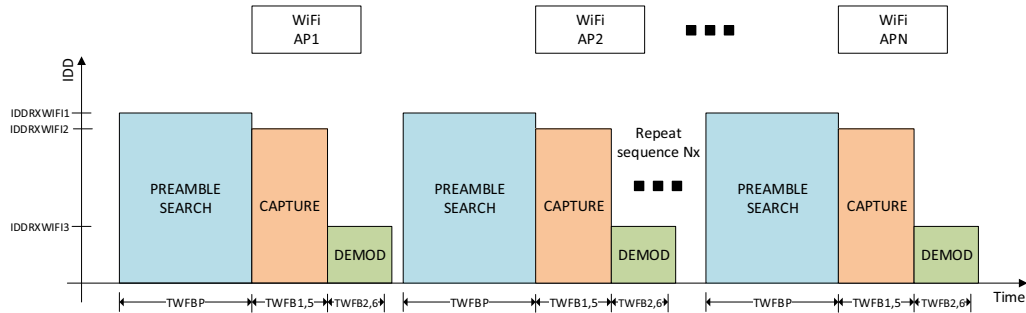 WiFi
AP1
WiFi
AP2
WiFi
APN
IDD
IDDRXWIFI1
IDDRXWIFI2
IDDRXWIFI3
PREAMBLE
SEARCH
CAPTURE
DEMOD
PREAMBLE
SEARCH
CAPTURE
DEMOD
Repeat
sequence Nx
PREAMBLE
SEARCH
CAPTURE
DEMOD
TWFBP
TWFB1,5
TWFB2,6
TWFBP
TWFB1,5
TWFB2,6
TWFBP
TWFB1,5
TWFB2,6
Time